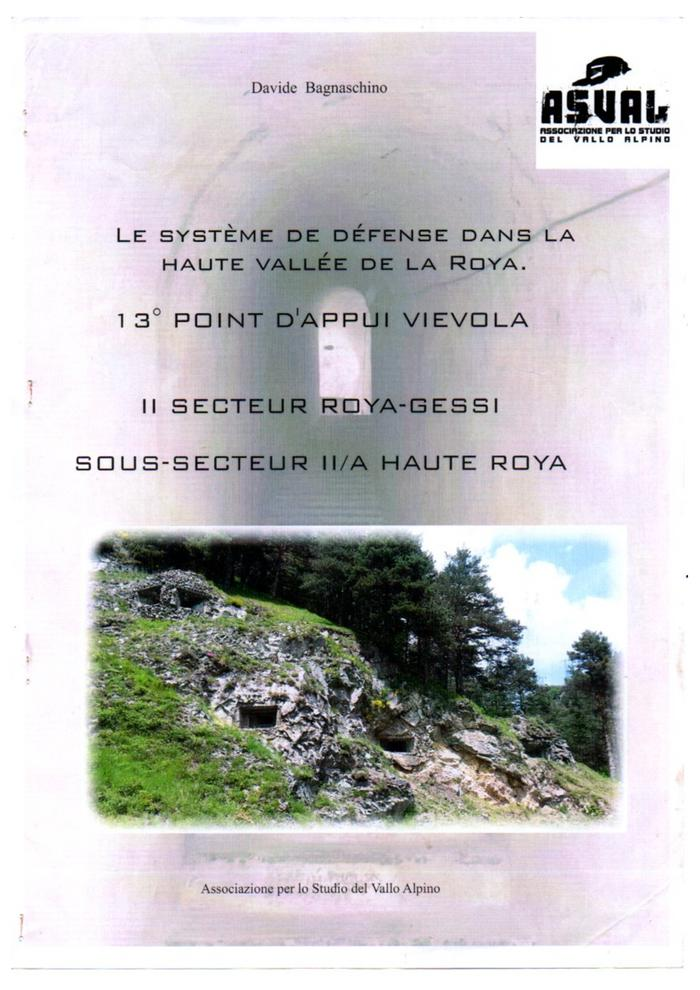 Davide Bagnaschino
ASVAL
ASSOCIAZIONE PER LO STUDIO
DEL VALLO ALPINO
LE SYSTÈME DE DÉFENSE DANS LA
HAUTE VALLÉE DE LA ROYA.
13° POINT D'APPUI VIEVOLA
II SECTEUR ROYA-GESSI
SOUS-SECTEUR II/A HAUTE ROYA
Associazione per lo Studio del Vallo Alpino